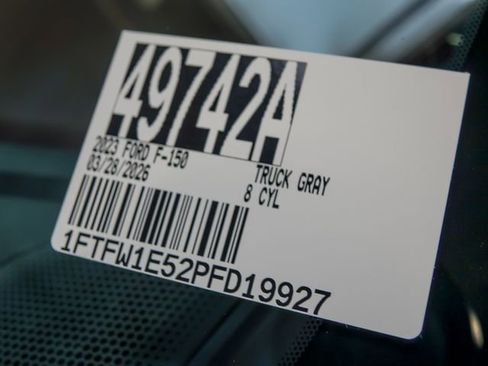 49742A
2023 FORD F-150 TRUCK GRAY
03/28/2026 8 CYL
1FTFW1E52PFD19927